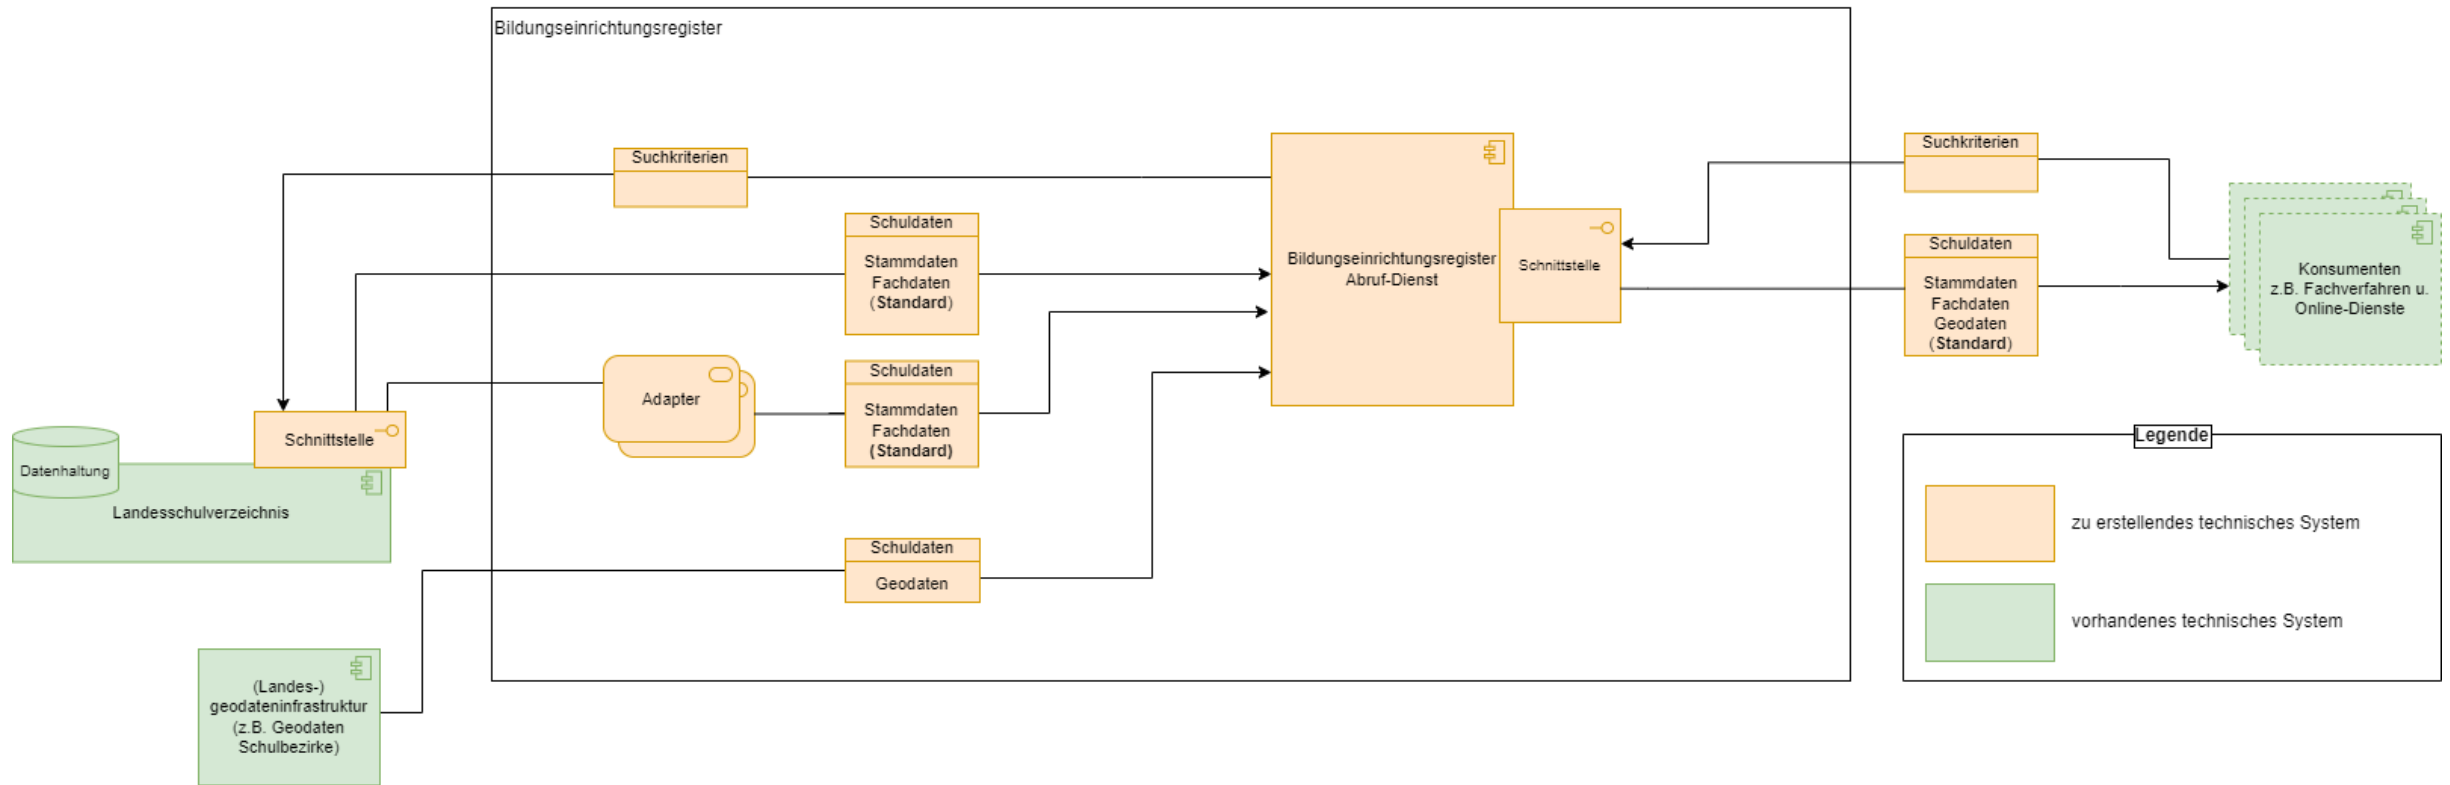 Bildungseinrichtungsregister
Suchkriterien
Schuldaten
Stammdaten
Fachdaten
(Standard)
Adapter
Schuldaten
Stammdaten
Fachdaten
(Standard)
Schuldaten
Geodaten
Schnittstelle
Datenhaltung
Landesschulverzeichnis
(Landes-)
geodateninfrastruktur
(z.B. Geodaten
Schulbezirke)
Bildungseinrichtungsregister
Abruf-Dienst
Schnittstelle
Suchkriterien
Schuldaten
Stammdaten
Fachdaten
Geodaten
(Standard)
Konsumenten
z.B. Fachverfahren u.
Online-Dienste
Legende
zu erstellendes technisches System
vorhandenes technisches System